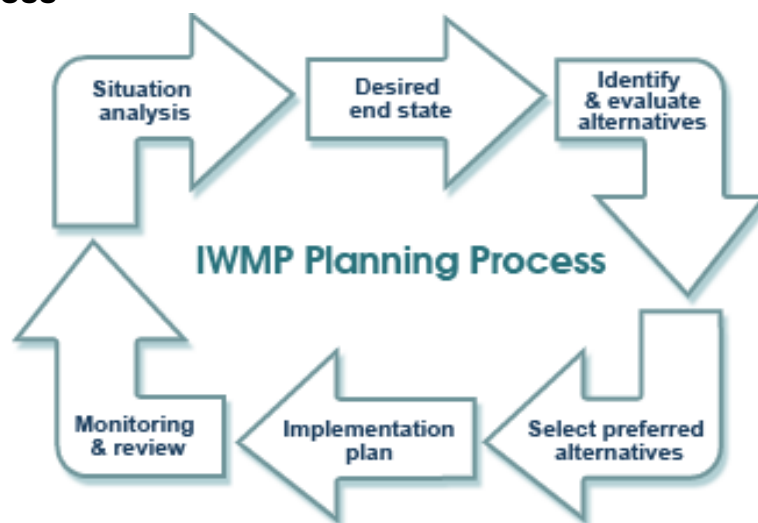 Situation
analysis
Desired
end state
Identify
& evaluate
alternatives
IWMP Planning Process
Monitoring
& review
Implementation
plan
Select preferred
alternatives